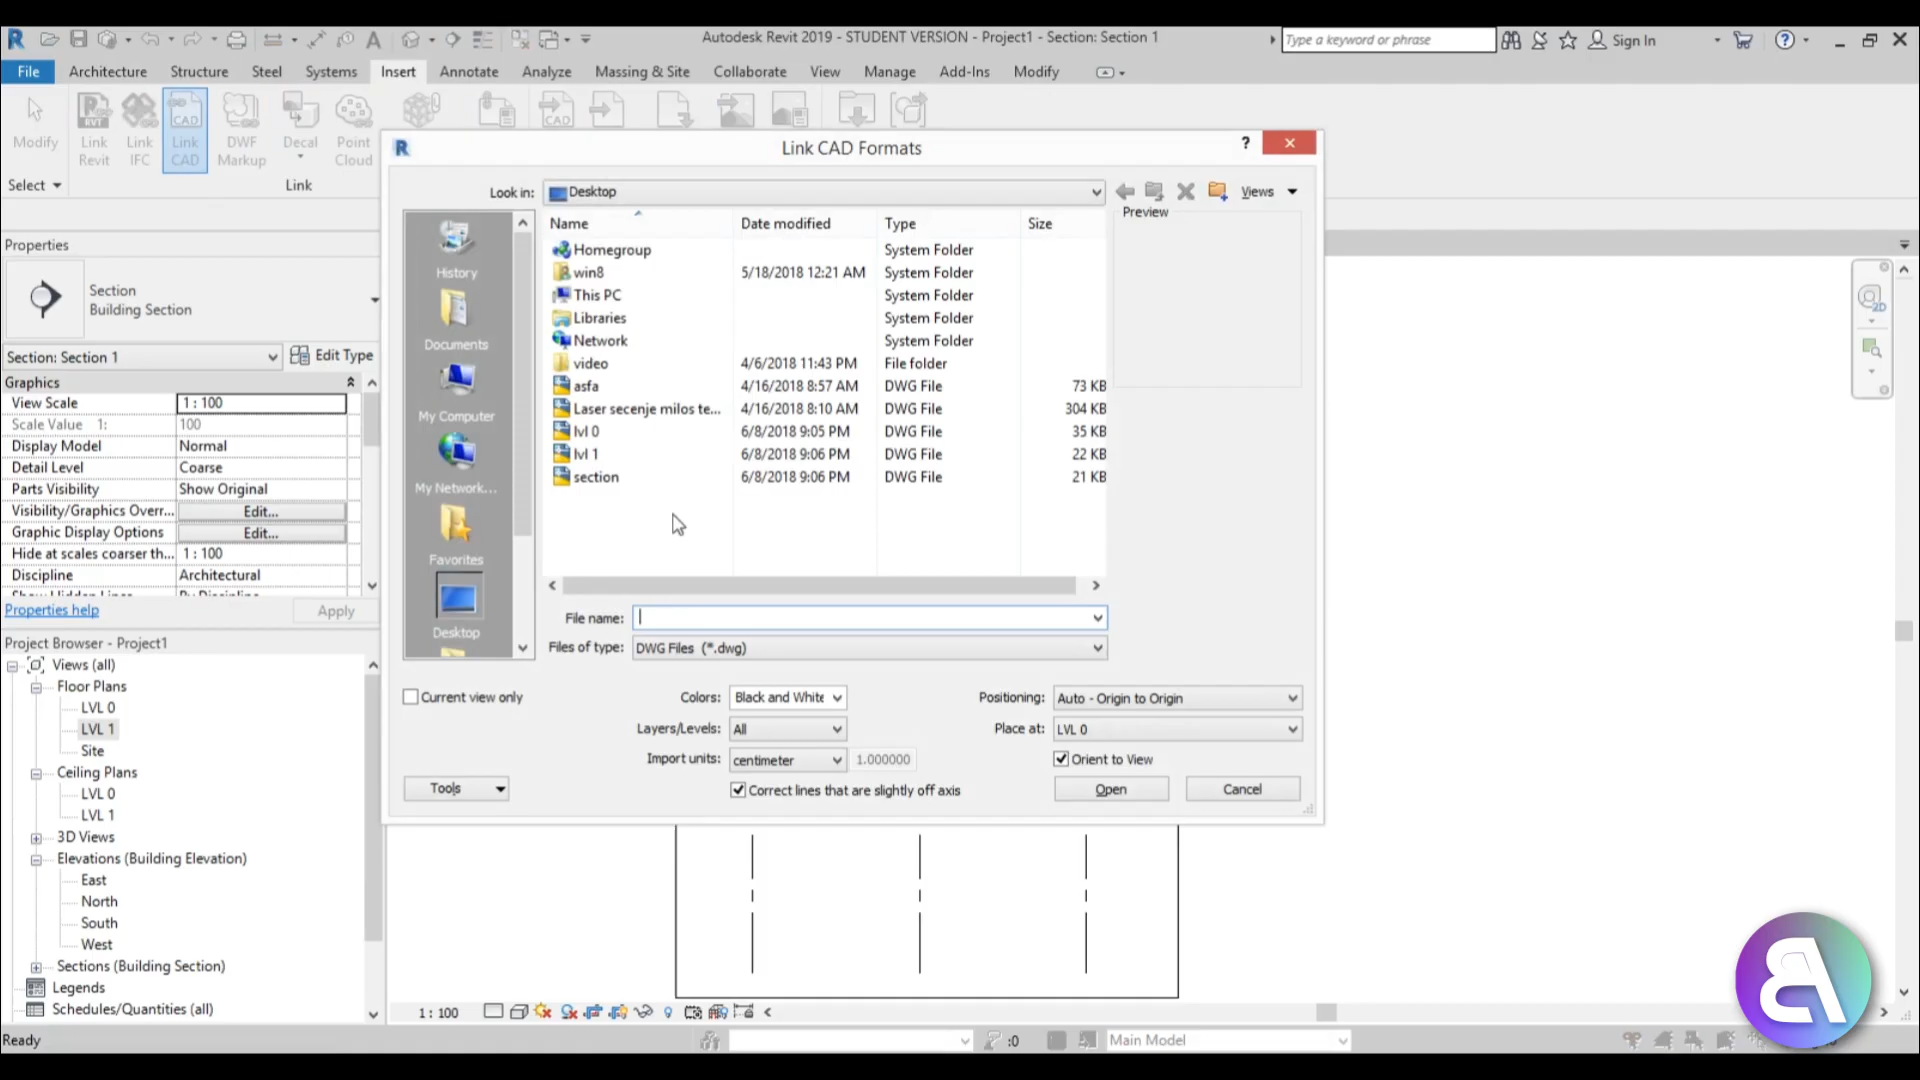 Autodesk Revit 2019 - STUDENT VERSION - Project1 - Section: Section 1
Type a keyword or phrase
Sign In
File Architecture Structure Steel Systems Insert Annotate Analyze Massing & Site Collaborate View Manage Add-Ins Modify
Modify
Link Revit
Link IFC
Link CAD
DWF Markup
Decal
Point Cloud
CAD
Select
Link
Link CAD Formats
Look in: Desktop
Views
Preview
Name Date modified Type Size
Homegroup System Folder
win8 5/18/2018 12:21 AM System Folder
This PC System Folder
Libraries System Folder
Network System Folder
video 4/6/2018 11:43 PM File folder
asfa 4/16/2018 8:57 AM DWG File 73 KB
Laser secenje milos te... 4/16/2018 8:10 AM DWG File 304 KB
lvl 0 6/8/2018 9:05 PM DWG File 35 KB
lvl 1 6/8/2018 9:06 PM DWG File 22 KB
section 6/8/2018 9:06 PM DWG File 21 KB
History
Documents
My Computer
My Network...
Favorites
Desktop
File name:
Files of type: DWG Files (*.dwg)
Current view only
Colors: Black and White
Positioning: Auto - Origin to Origin
Layers/Levels: All
Place at: LVL 0
Import units: centimeter 1.000000
Orient to View
Correct lines that are slightly off axis
Tools
Open
Cancel
Properties
Section
Building Section
Section: Section 1
Edit Type
Graphics
View Scale 1 : 100
Scale Value 1: 100
Display Model Normal
Detail Level Coarse
Parts Visibility Show Original
Visibility/Graphics Overr... Edit...
Graphic Display Options Edit...
Hide at scales coarser th... 1 : 100
Discipline Architectural
Properties help
Apply
Project Browser - Project1
Views (all)
Floor Plans
LVL 0
LVL 1
Site
Ceiling Plans
LVL 0
LVL 1
3D Views
Elevations (Building Elevation)
East
North
South
West
Sections (Building Section)
Legends
Schedules/Quantities (all)
1 : 100
Ready
:0
Main Model